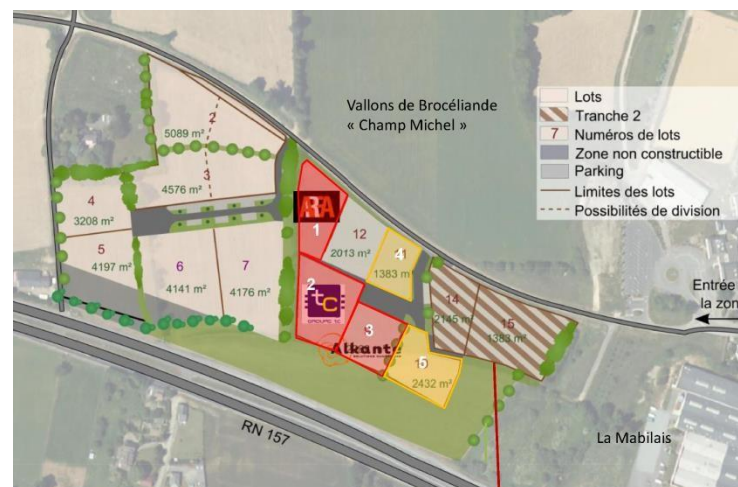 Vallons de Brocéliande
« Champ Michel »
Lots
Tranche 2
7 Numéros de lots
Zone non constructible
Parking
Limites des lots
Possibilités de division
2
5089 m²
3
4576 m²
4
3208 m²
5
4197 m²
6
4141 m²
7
4176 m²
1
12
2013 m²
4
1383 m²
2
tc
GROUPE TC
3
Alkante
5
2432 m²
14
2145 m²
15
1383 m²
Entrée
la zon
RN 157
La Mabilais